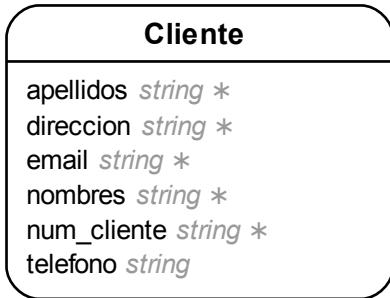 Cliente
apellidos string *
direccion string *
email string *
nombres string *
num_cliente string *
telefono string